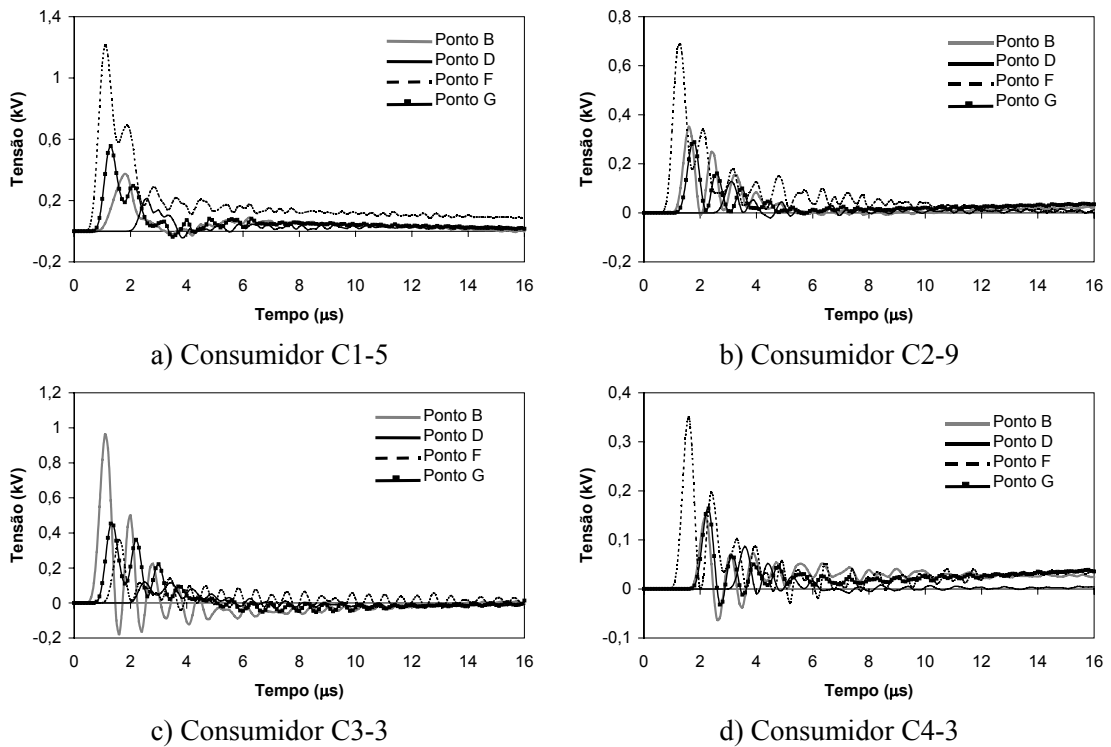 1,4
1
0,6
0,2
-0,2
Tensão (kV)
0 2 4 6 8 10 12 14 16
Tempo (µs)
Ponto B
Ponto D
Ponto F
Ponto G
a) Consumidor C1-5
0,8
0,6
0,4
0,2
0
-0,2
Tensão (kV)
0 2 4 6 8 10 12 14 16
Tempo (µs)
Ponto B
Ponto D
Ponto F
Ponto G
b) Consumidor C2-9
1,2
1
0,8
0,6
0,4
0,2
0
-0,2
Tensão (kV)
0 2 4 6 8 10 12 14 16
Tempo (µs)
Ponto B
Ponto D
Ponto F
Ponto G
c) Consumidor C3-3
0,4
0,3
0,2
0,1
0
-0,1
Tensão (kV)
0 2 4 6 8 10 12 14 16
Tempo (µs)
Ponto B
Ponto D
Ponto F
Ponto G
d) Consumidor C4-3